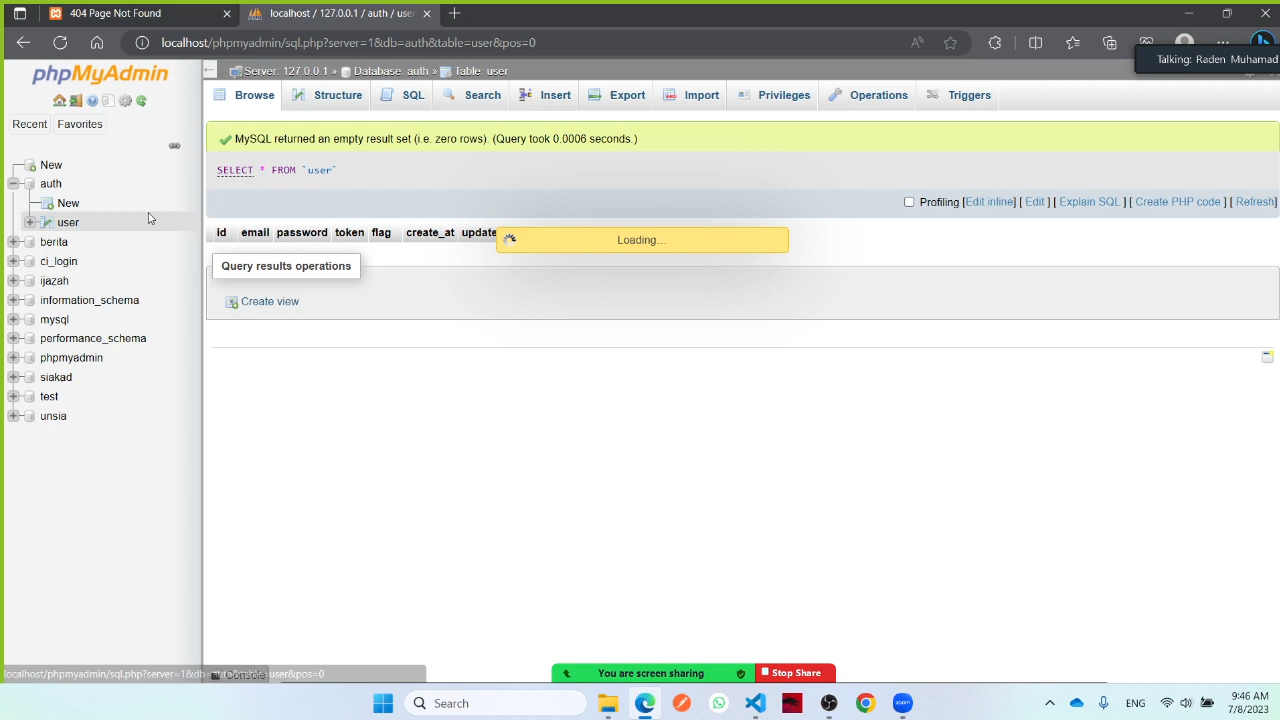 404 Page Not Found
localhost / 127.0.0.1 / auth / use
localhost/phpmyadmin/sql.php?server=1&db=auth&table=user&pos=0
Talking: Raden Muhamad
phpMyAdmin
Server: 127.0.0.1 » Database: auth » Table: user
Browse Structure SQL Search Insert Export Import Privileges Operations Triggers
Recent Favorites
MySQL returned an empty result set (i.e. zero rows). (Query took 0.0006 seconds.)
SELECT * FROM `user`
Profiling [Edit inline] [ Edit ] [ Explain SQL ] [ Create PHP code ] [ Refresh]
id email password token flag create_at update
Loading...
Query results operations
Create view
New
auth
New
user
berita
ci_login
ijazah
information_schema
mysql
performance_schema
phpmyadmin
siakad
test
unsia
You are screen sharing Stop Share
Search
zoom
ENG
9:46 AM
7/8/2023